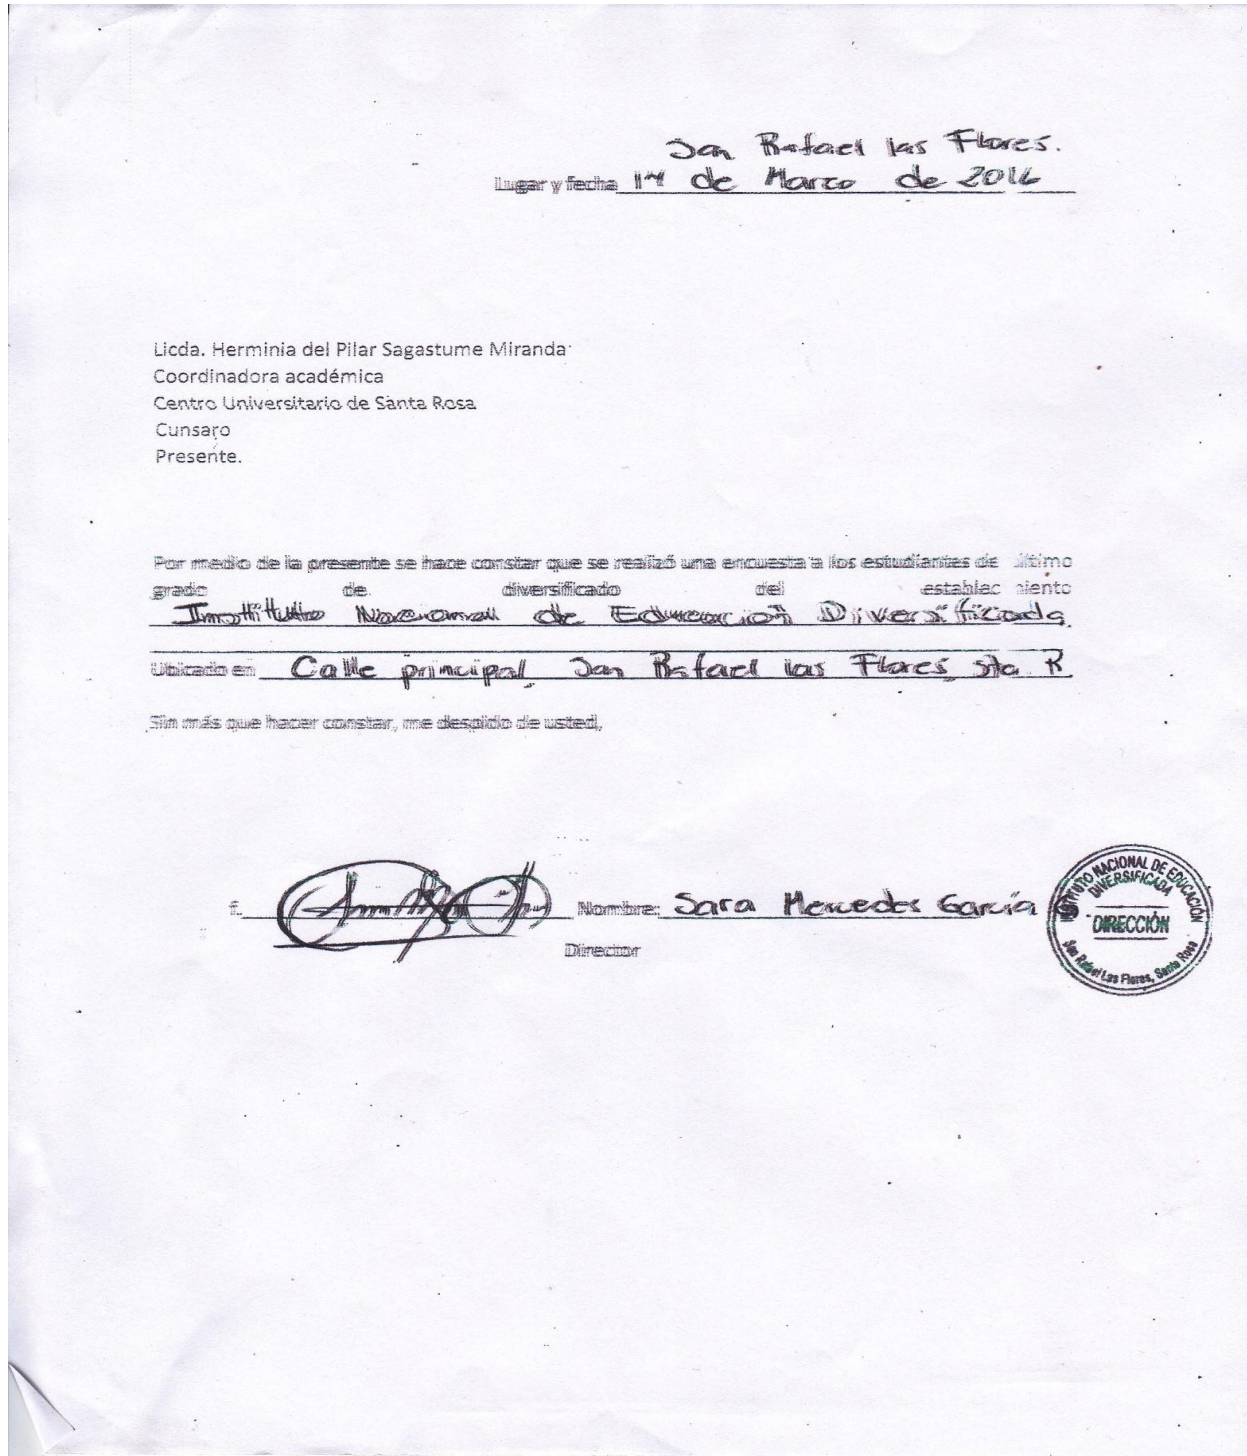 San Rafael las Flores.
Lugar y fecha 14 de Marzo de 2016
Licda. Herminia del Pilar Sagastume Miranda
Coordinadora académica
Centro Universitario de Santa Rosa
Cunsaro
Presente.
Por medio de la presente se hace constar que se realizó una encuesta a los estudiantes de último
grado de diversificado del establec iento
Instituto Nacional de Educación Diversificada
Ubicado en Calle principal San Rafael las Flores sta. R
Sin más que hacer constar, me despido de usted,
f. Nombre: Sara Mercedes García
Director
INSTITUTO NACIONAL DE EDUCACIÓN
DIVERSIFICADA
DIRECCIÓN
San Rafael Las Flores, Santa Rosa